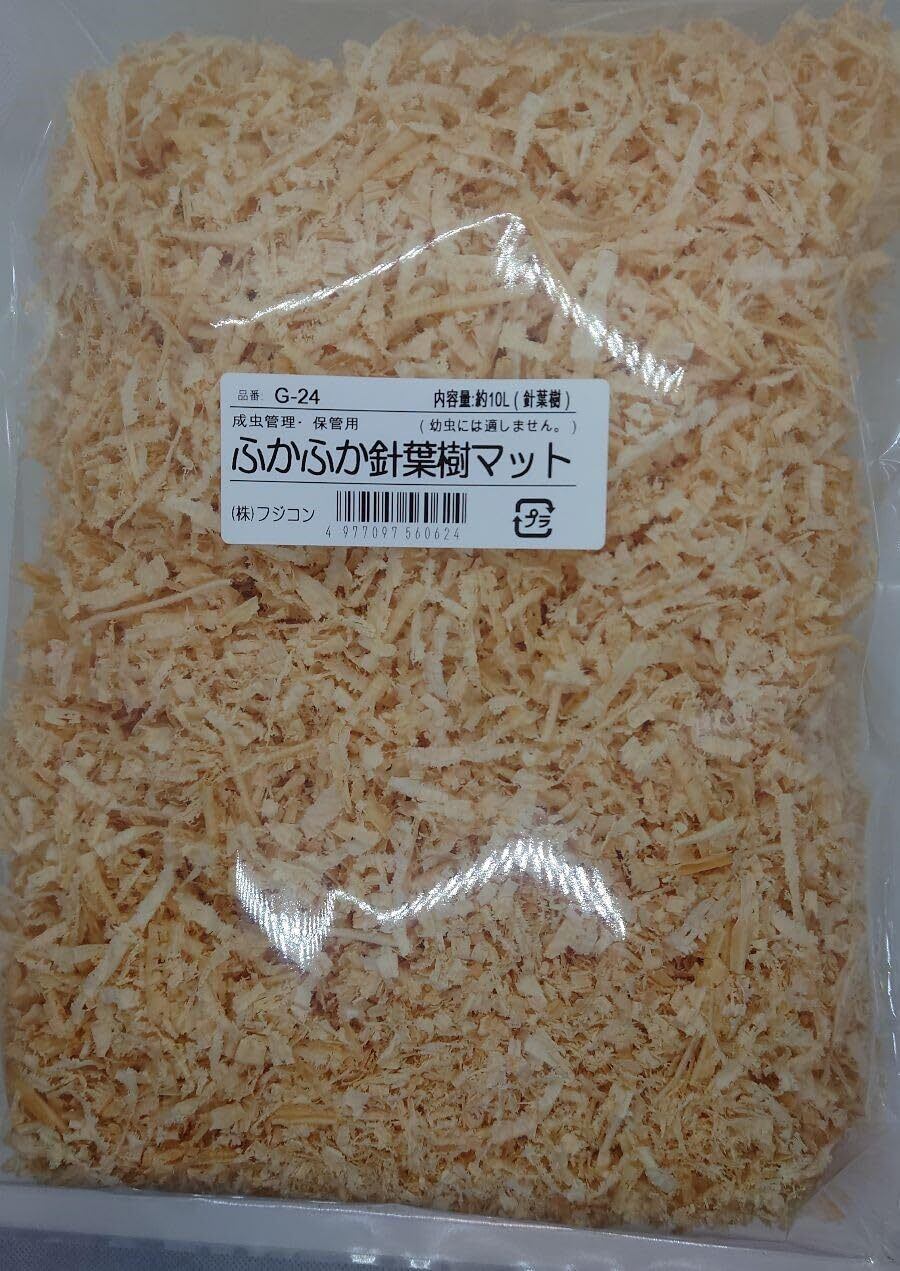 品番 G-24 内容量:約10L(針葉樹)
成虫管理・保管用 (幼虫には適しません。)
ふかふか針葉樹マット
(株)フジコン
4 977097 560624
プラ